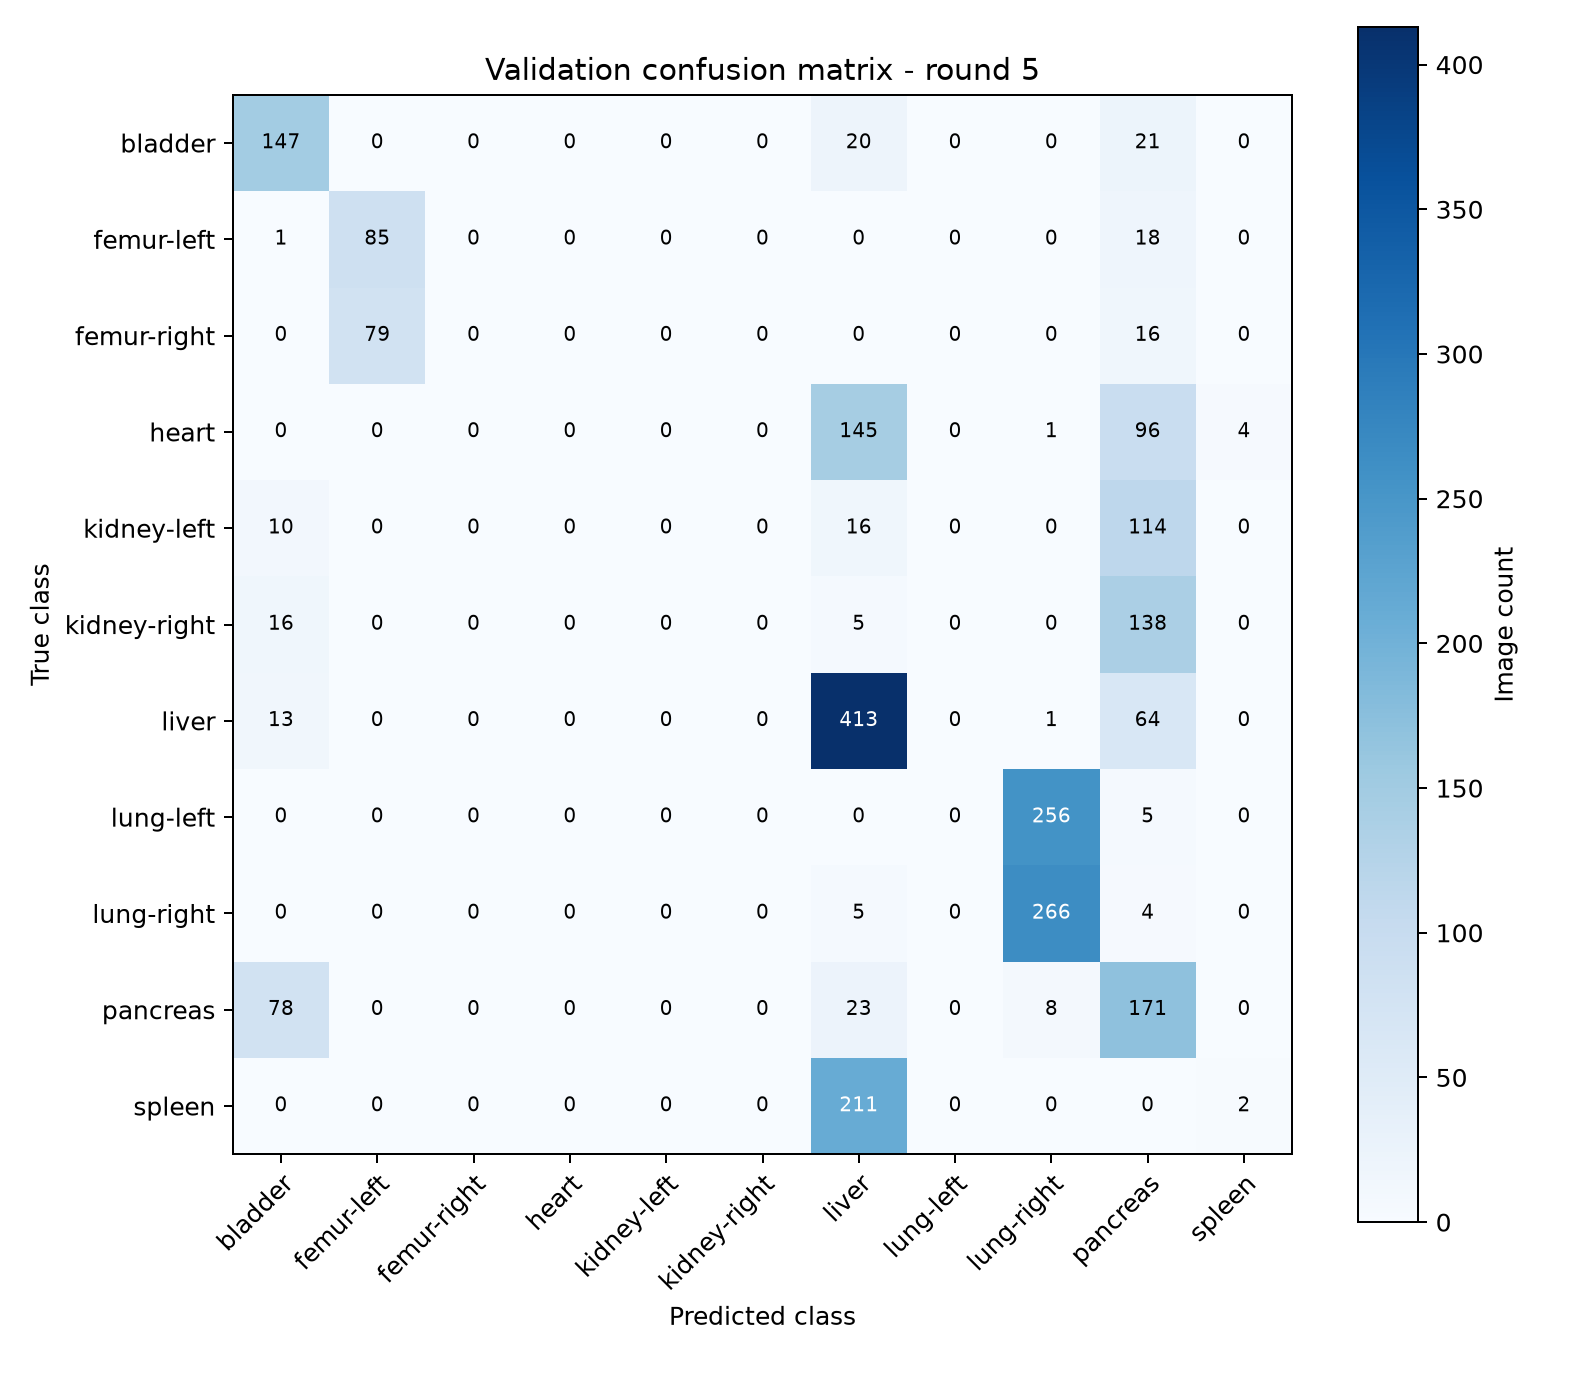 Validation confusion matrix - round 5
bladder 147 0 0 0 0 0 20 0 0 21 0
femur-left 1 85 0 0 0 0 0 0 0 18 0
femur-right 0 79 0 0 0 0 0 0 0 16 0
heart 0 0 0 0 0 0 145 0 1 96 4
kidney-left 10 0 0 0 0 0 16 0 0 114 0
kidney-right 16 0 0 0 0 0 5 0 0 138 0
liver 13 0 0 0 0 0 413 0 1 64 0
lung-left 0 0 0 0 0 0 0 0 256 5 0
lung-right 0 0 0 0 0 0 5 0 266 4 0
pancreas 78 0 0 0 0 0 23 0 8 171 0
spleen 0 0 0 0 0 0 211 0 0 0 2
bladder femur-left femur-right heart kidney-left kidney-right liver lung-left lung-right pancreas spleen
Predicted class
True class
400
350
300
250
200
150
100
50
0
Image count